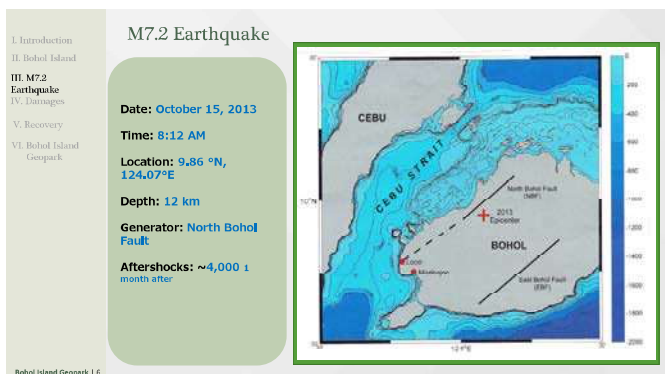 I. Introduction
II. Bohol Island
III. M7.2
Earthquake
IV. Damages
V. Recovery
VI. Bohol Island
Geopark
M7.2 Earthquake
Date: October 15, 2013
Time: 8:12 AM
Location: 9.86 °N,
124.07°E
Depth: 12 km
Generator: North Bohol
Fault
Aftershocks: ~4,000 1
month after
CEBU
CEBU STRAIT
North Bohol Fault
(NBF)
2013
Epicenter
BOHOL
Loon
East Bohol Fault
(EBF)
10°N
0
-200
-400
-600
-800
-1000
-1200
-1400
-1600
-1800
-2000
Bohol Island Geopark | 6